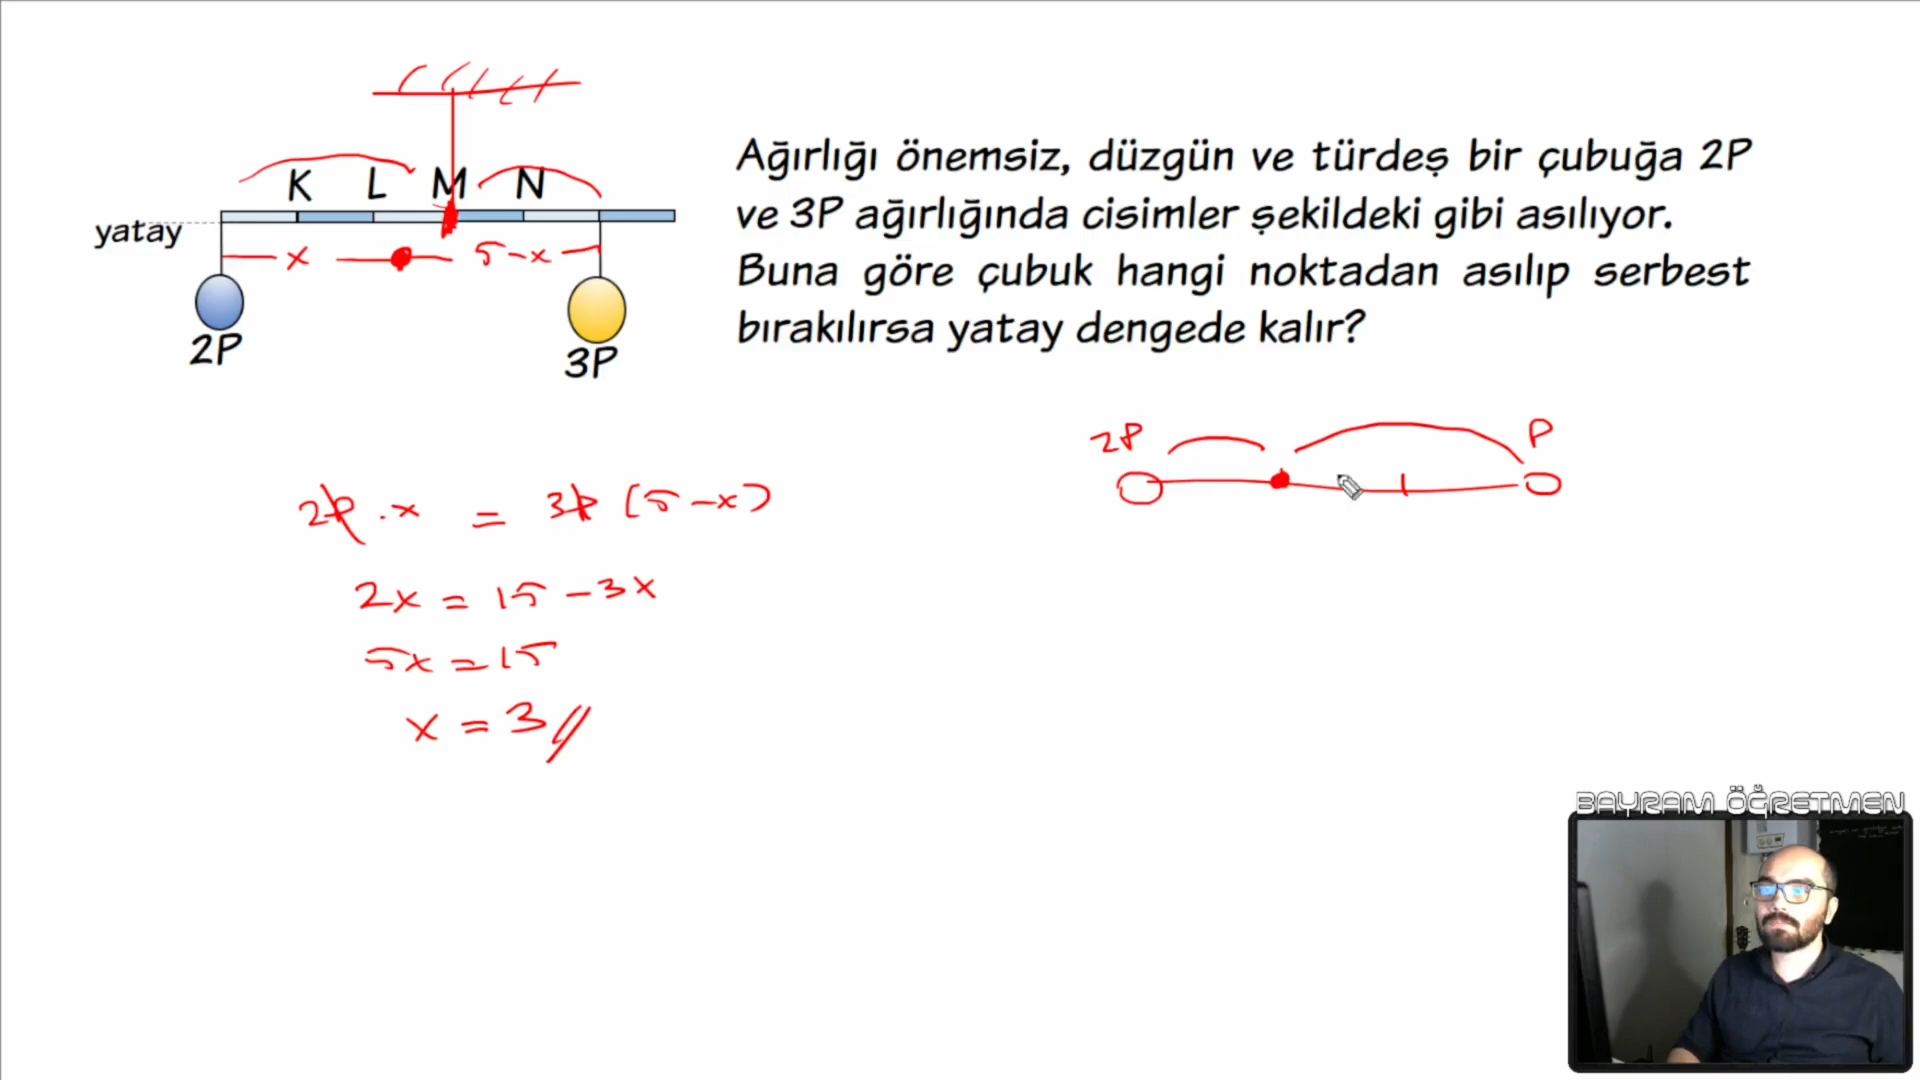 K L M N
yatay
x 5-x
2P
3P
Ağırlığı önemsiz, düzgün ve türdeş bir çubuğa 2P
ve 3P ağırlığında cisimler şekildeki gibi asılıyor.
Buna göre çubuk hangi noktadan asılıp serbest
bırakılırsa yatay dengede kalır?
2P P
2P . x = 3P (5-x)
2x = 15 - 3x
5x = 15
x = 3 //
BAYRAM ÖĞRETMEN